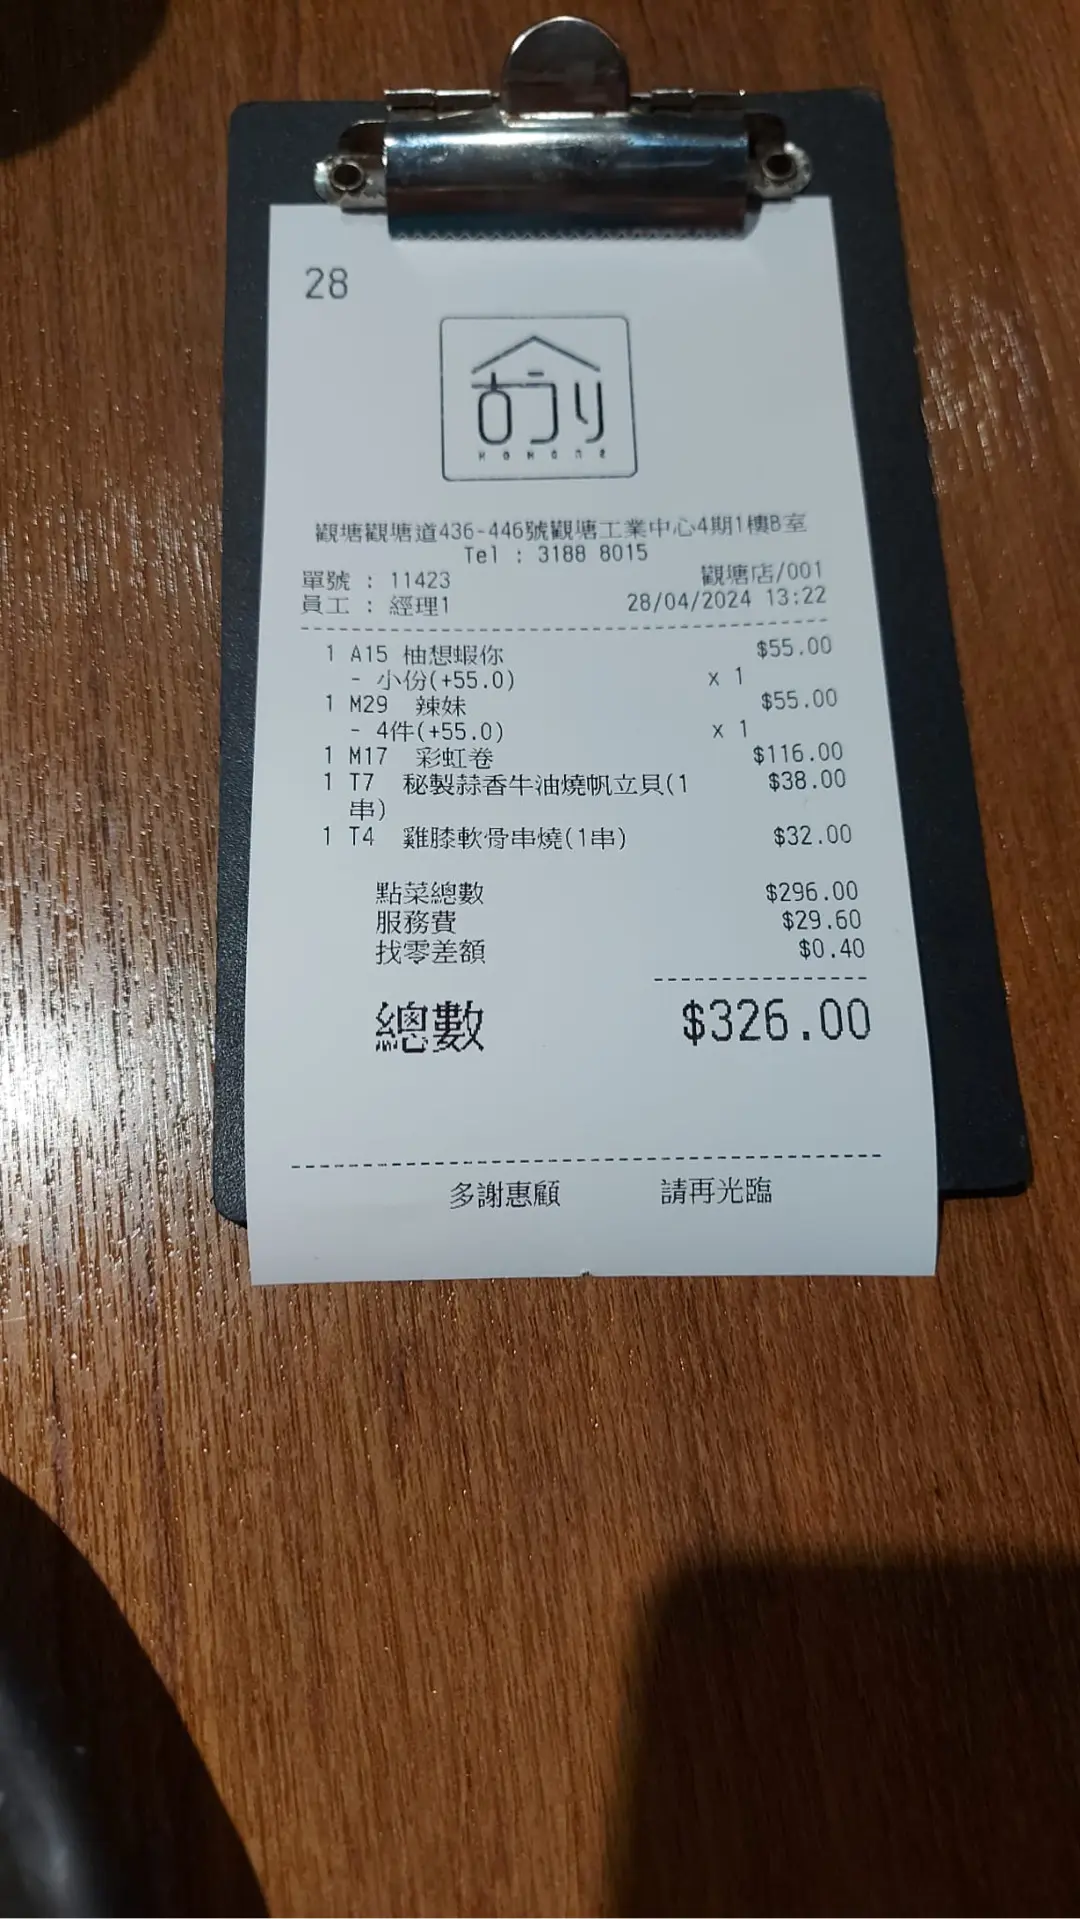 28
觀塘觀塘道436-446號觀塘工業中心4期1樓B室
Tel : 3188 8015
單號 : 11423 觀塘店/001
員工 : 經理1 28/04/2024 13:22
1 A15 柚想蝦你 $55.00
- 小份(+55.0) x 1
1 M29 辣妹 $55.00
- 4件(+55.0) x 1
1 M17 彩虹卷 $116.00
1 T7 秘製蒜香牛油燒帆立貝(1 $38.00
串)
1 T4 雞膝軟骨串燒(1串) $32.00
點菜總數 $296.00
服務費 $29.60
找零差額 $0.40
總數 $326.00
多謝惠顧 請再光臨